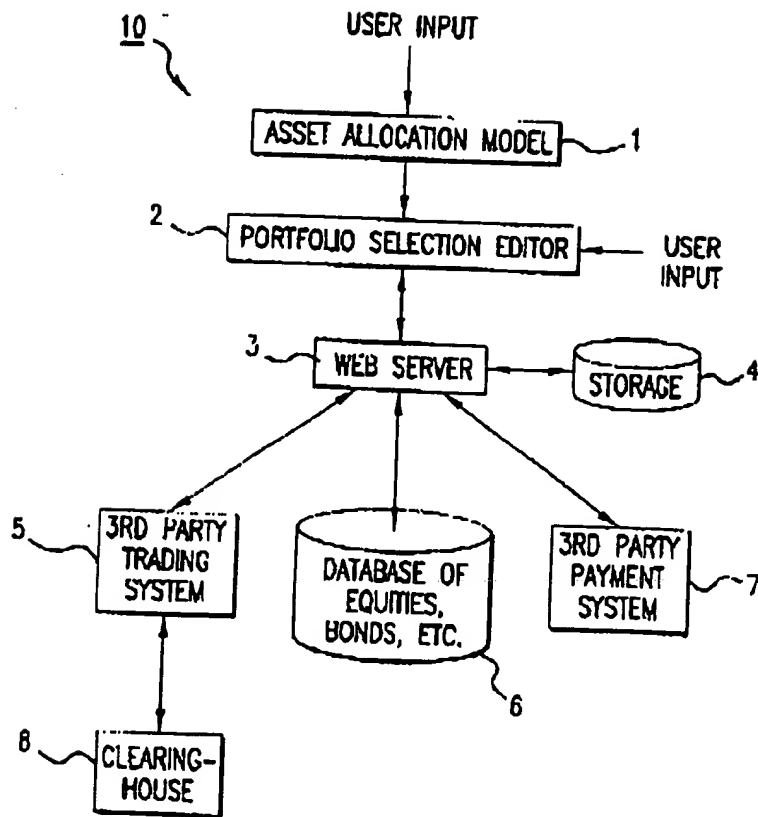 10
USER INPUT
ASSET ALLOCATION MODEL
1
2
PORTFOLIO SELECTION EDITOR
USER
INPUT
3
WEB SERVER
STORAGE
4
5
3RD PARTY
TRADING
SYSTEM
DATABASE OF
EQUITIES,
BONDS, ETC.
6
3RD PARTY
PAYMENT
SYSTEM
7
8
CLEARING-
HOUSE